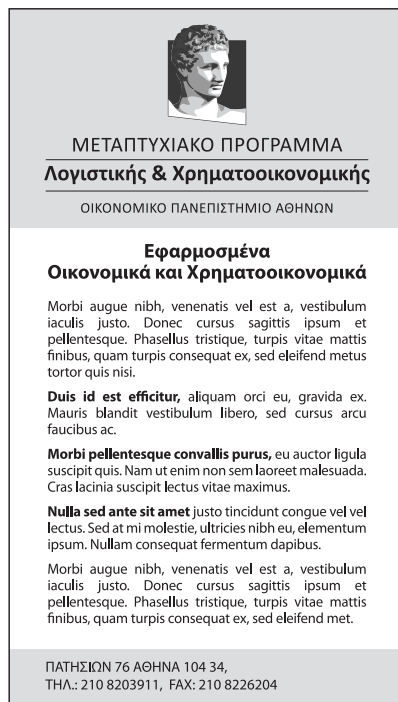 ΜΕΤΑΠΤΥΧΙΑΚΟ ΠΡΟΓΡΑΜΜΑ
Λογιστικής & Χρηματοοικονομικής
ΟΙΚΟΝΟΜΙΚΟ ΠΑΝΕΠΙΣΤΗΜΙΟ ΑΘΗΝΩΝ
Εφαρμοσμένα
Οικονομικά και Χρηματοοικονομικά
Morbi augue nibh, venenatis vel est a, vestibulum
iaculis justo. Donec cursus sagittis ipsum et
pellentesque. Phasellus tristique, turpis vitae mattis
finibus, quam turpis consequat ex, sed eleifend metus
tortor quis nisi.
Duis id est efficitur, aliquam orci eu, gravida ex.
Mauris blandit vestibulum libero, sed cursus arcu
faucibus ac.
Morbi pellentesque convallis purus, eu auctor ligula
suscipit quis. Nam ut enim non sem laoreet malesuada.
Cras lacinia suscipit lectus vitae maximus.
Nulla sed ante sit amet justo tincidunt congue vel vel
lectus. Sed at mi molestie, ultricies nibh eu, elementum
ipsum. Nullam consequat fermentum dapibus.
Morbi augue nibh, venenatis vel est a, vestibulum
iaculis justo. Donec cursus sagittis ipsum et
pellentesque. Phasellus tristique, turpis vitae mattis
finibus, quam turpis consequat ex, sed eleifend met.
ΠΑΤΗΣΙΩΝ 76 ΑΘΗΝΑ 104 34,
ΤΗΛ.: 210 8203911, FAX: 210 8226204